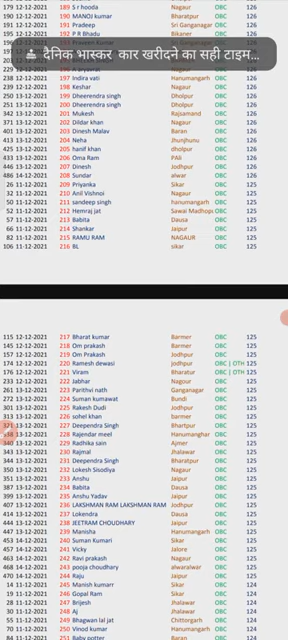 179 11-12-2021 189 S r hooda Nagaur OBC 126
186 11-12-2021 190 MANOJ kumar Bharatpur OBC 126
191 11-12-2021 191 Pradeep Sri Ganganagar OBC 126
195 11-12-2021 192 P R Bhadu Bikaner OBC 126
दैनिक भास्कर: कार खरीदने का सही टाइम...
238 12-12-2021 197 Indira vati Hanumangarh OBC 126
239 12-12-2021 198 Keshar Nagaur OBC 126
250 12-12-2021 199 Dheerendra singh Dholpur OBC 126
251 13-12-2021 200 Dheerendra singh Dholpur OBC 126
342 13-12-2021 201 Mukesh Rajsamand OBC 126
371 13-12-2021 202 Didar khan Nagaur OBC 126
401 13-12-2021 203 Dinesh Malav Baran OBC 126
413 13-12-2021 204 Neha Jhunjhunu OBC 126
425 13-12-2021 205 hanif khan dholpur OBC 126
433 13-12-2021 206 Oma Ram PAli OBC 126
446 13-12-2021 207 Dinesh Jodhpur OBC 126
486 14-12-2021 208 Sundar alwar OBC 126
26 11-12-2021 209 Priyanka Sikar OBC 125
32 11-12-2021 210 Anil Vishnoi Nagaur OBC 125
50 11-12-2021 211 sandeep singh hanumangarh OBC 125
52 11-12-2021 212 Hemraj jat Sawai Madhopu OBC 125
57 11-12-2021 213 Babita Dausa OBC 125
66 11-12-2021 214 Shankar Jaipur OBC 125
82 11-12-2021 215 RAMU RAM NAGAUR OBC 125
106 11-12-2021 216 BL sikar OBC 125
115 12-12-2021 217 Bharat kumar Barmer OBC 125
145 12-12-2021 218 Om prakash Barmer OBC 125
157 12-12-2021 219 Om Prakash Jodhpur OBC 125
174 12-12-2021 220 Ramesh dewasi Jodhpur OBC | OTH 125
176 12-12-2021 221 Viram Bharatur OBC | OTH 125
233 12-12-2021 222 Jabhar Nagour OBC 125
261 13-12-2021 223 Parithvi nath Ganganagar OBC 125
272 13-12-2021 224 Suman kumawat Bundi OBC 125
301 13-12-2021 225 Rakesh Dudi Jodhpur OBC 125
316 13-12-2021 226 sohel khan barmer OBC 125
13-12-2021 227 Deependra Singh Bhartpur OBC 125
13-12-2021 228 Rajender meel Hanumanghar OBC 125
340 13-12-2021 229 Radhika sain Ajmer OBC 125
343 13-12-2021 230 Rajmal Jhalawar OBC 125
344 13-12-2021 231 Deependra Singh Bharatpur OBC 125
350 13-12-2021 232 Lokesh Sisodiya Nagaur OBC 125
351 13-12-2021 233 Anshu Jaipur OBC 125
387 13-12-2021 234 Babita Dausa OBC 125
399 13-12-2021 235 Anshu Yadav Jaipur OBC 125
407 13-12-2021 236 LAKSHMAN RAM LAKSHMAN RAM Jodhpur OBC 125
414 13-12-2021 237 Lokendra Dausa OBC 125
444 13-12-2021 238 JEETRAM CHOUDHARY Jaipur OBC 125
447 13-12-2021 239 Manisha Hanumangarh OBC 125
453 14-12-2021 240 Suman Kumari Sikar OBC 125
457 14-12-2021 241 Vicky Jalore OBC 125
463 14-12-2021 242 Ravi prakash Nagaur OBC 125
468 14-12-2021 243 pooja choudhary alwaralwar OBC 125
470 14-12-2021 244 Raju Jaipur OBC 125
14 11-12-2021 245 Manish kumarr Sikar OBC 124
19 11-12-2021 246 Gopal Ram Sikar OBC 124
28 11-12-2021 247 Brijesh Jhalawar OBC 124
30 11-12-2021 248 Aj Jhalawar OBC 124
55 11-12-2021 249 Bhagwan lal jat Chittorgarh OBC 124
70 11-12-2021 250 Vinod kumar Hanumangarh OBC 124
84 11-12-2021 251 Baby potter Baran OBC 124